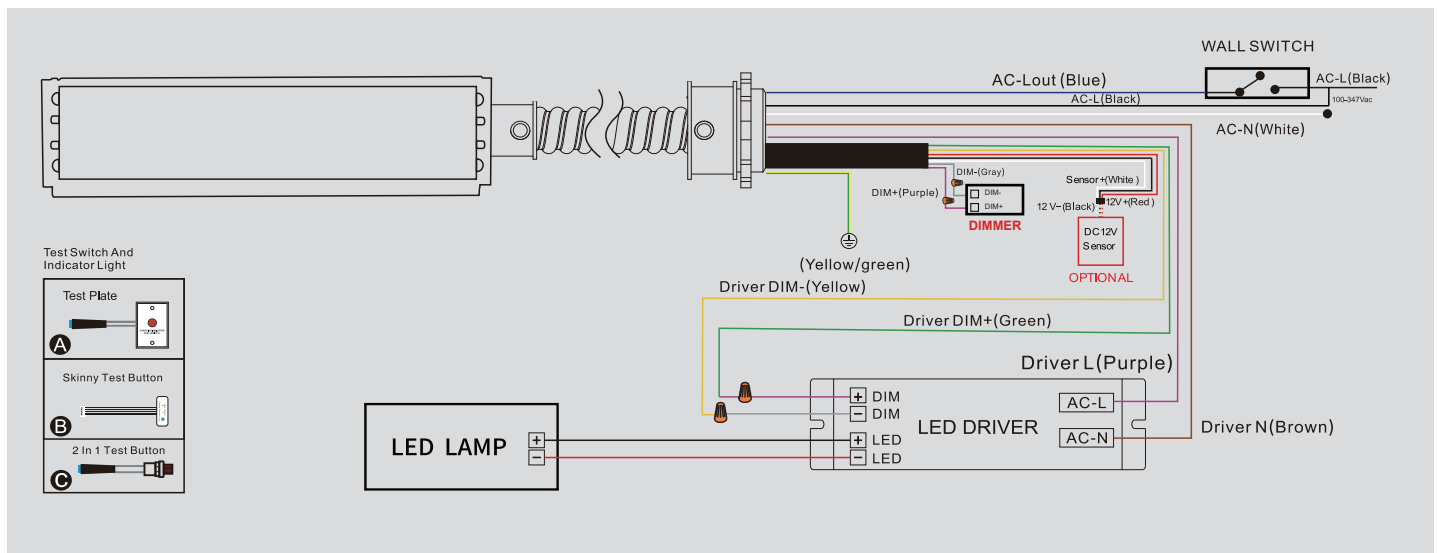 WALL SWITCH
AC-Lout (Blue)
AC-L(Black)
AC-L(Black)
100-347Vac
AC-N(White)
DIM-(Gray)
DIM+(Purple)
DIM-
DIM+
DIMMER
Sensor+(White )
12 V-(Black)
12V+(Red )
DC12V
Sensor
OPTIONAL
(Yellow/green)
Driver DIM-(Yellow)
Driver DIM+(Green)
Driver L(Purple)
Driver N(Brown)
Test Switch And
Indicator Light
Test Plate
A
Skinny Test Button
B
2 In 1 Test Button
C
LED LAMP
+
−
+ DIM
− DIM
+ LED
− LED
LED DRIVER
AC-L
AC-N